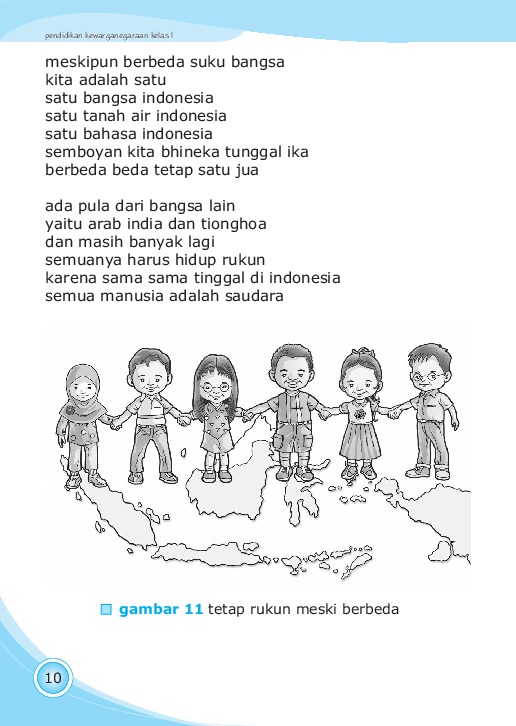 pendidikan kewarganegaraan kelas I
meskipun berbeda suku bangsa
kita adalah satu
satu bangsa indonesia
satu tanah air indonesia
satu bahasa indonesia
semboyan kita bhineka tunggal ika
berbeda beda tetap satu jua
ada pula dari bangsa lain
yaitu arab india dan tionghoa
dan masih banyak lagi
semuanya harus hidup rukun
karena sama sama tinggal di indonesia
semua manusia adalah saudara
gambar 11 tetap rukun meski berbeda
10